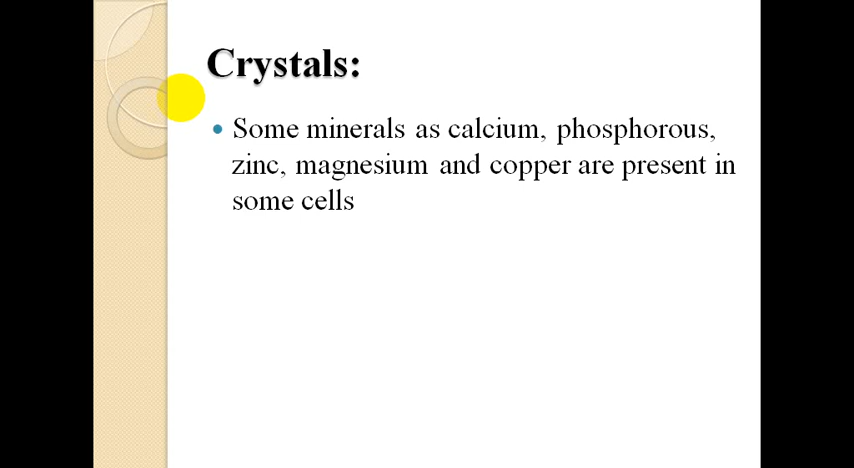 Crystals:
Some minerals as calcium, phosphorous,
zinc, magnesium and copper are present in
some cells